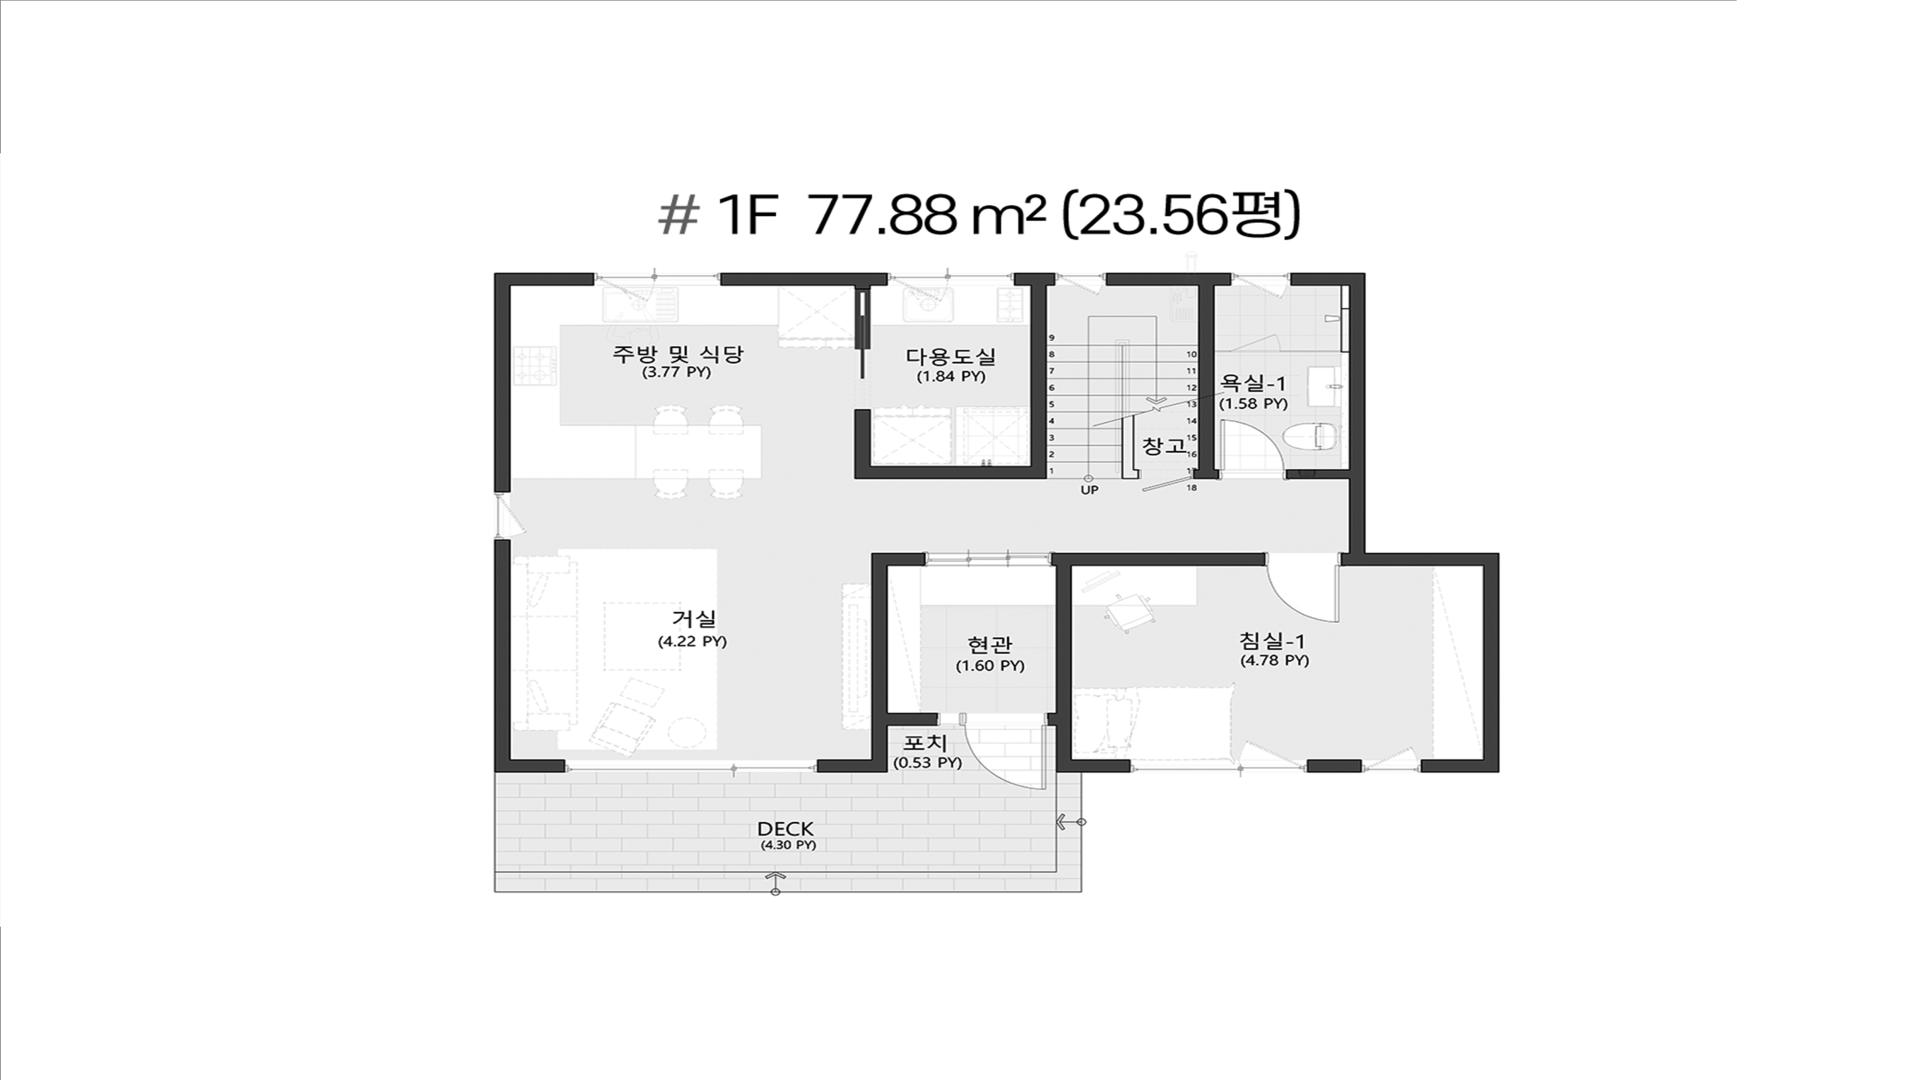 # 1F 77.88 m² (23.56평)
주방 및 식당
(3.77 PY)
다용도실
(1.84 PY)
9
8
7
6
5
4
3
2
1
UP
10
11
12
13
14
15
16
17
18
창고
욕실-1
(1.58 PY)
거실
(4.22 PY)
현관
(1.60 PY)
침실-1
(4.78 PY)
포치
(0.53 PY)
DECK
(4.30 PY)